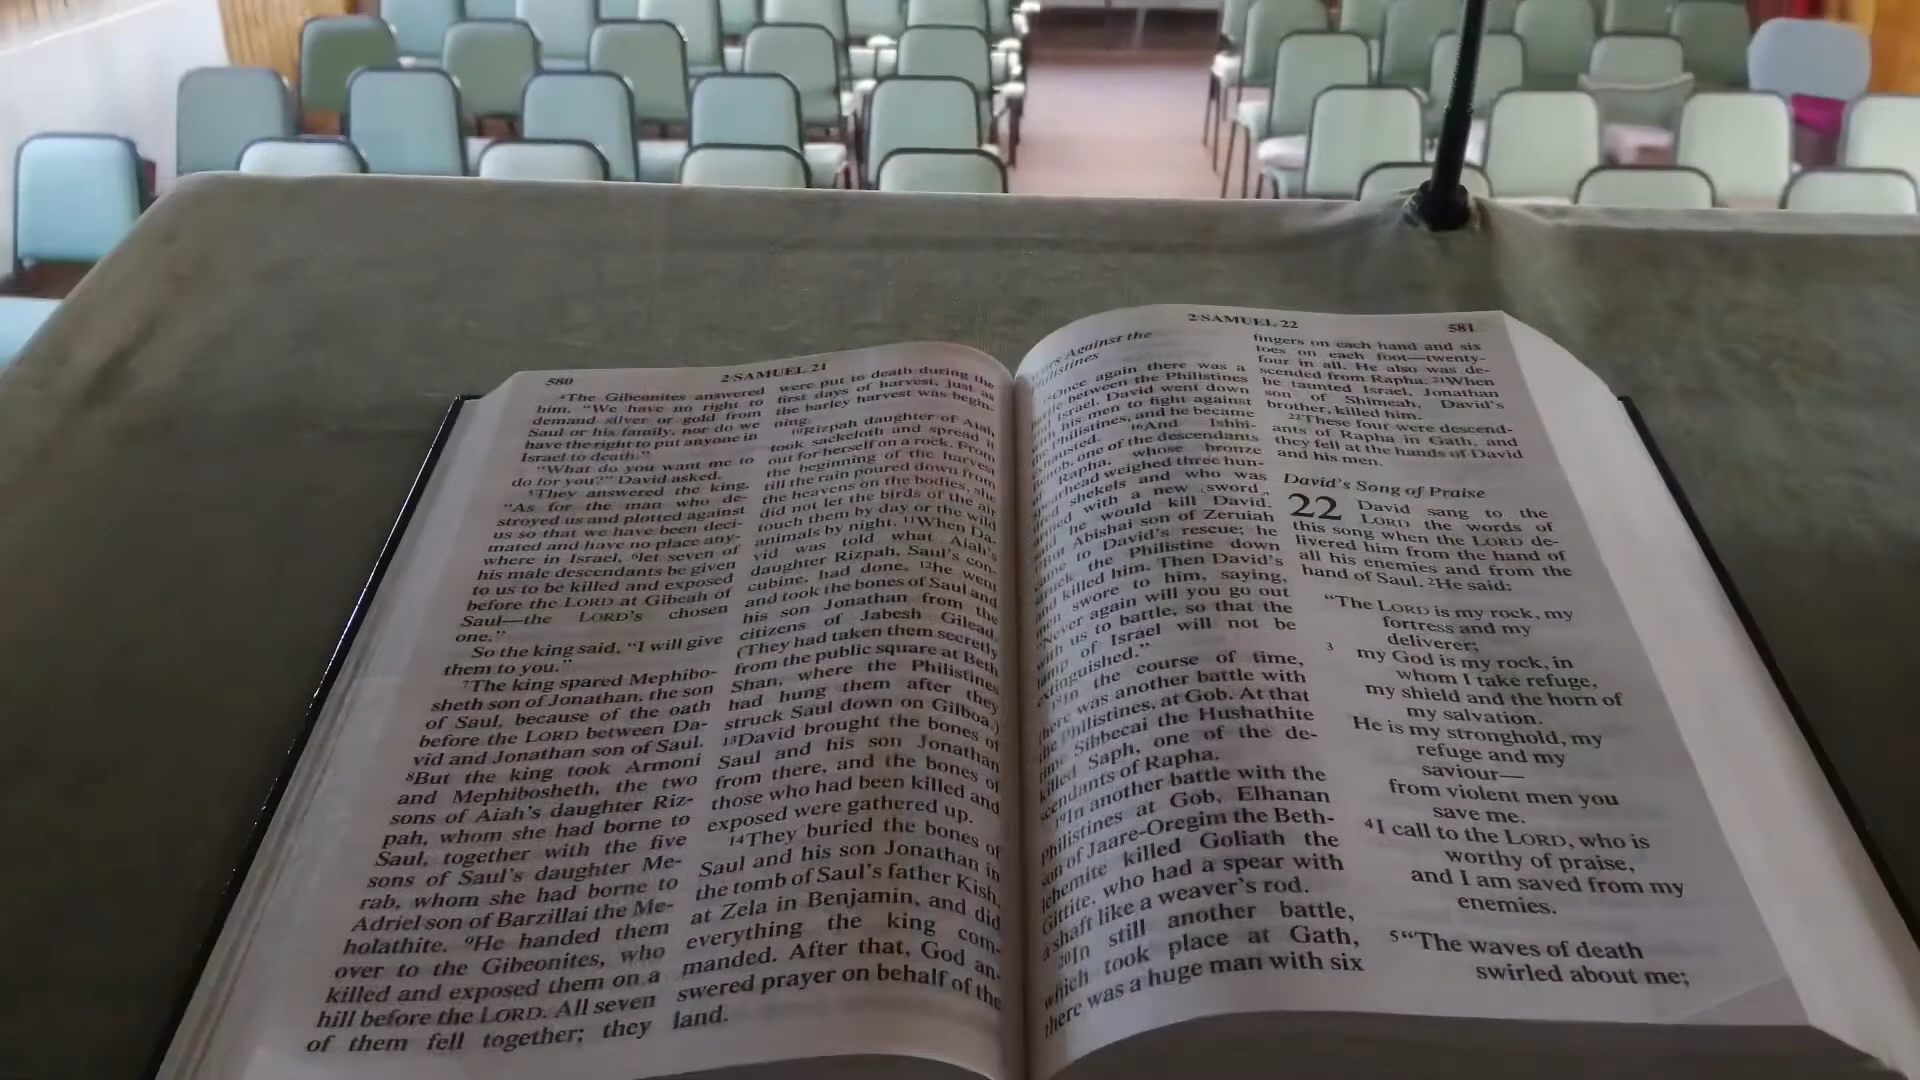 580
2 SAMUEL 21
⁴The Gibeonites answered
him, “We have no right to
demand silver or gold from
Saul or his family, nor do we
have the right to put anyone in
Israel to death.”
“What do you want me to
do for you?” David asked.
⁵They answered the king,
“As for the man who de-
stroyed us and plotted against
us so that we have been deci-
mated and have no place any-
where in Israel, ⁶let seven of
his male descendants be given
to us to be killed and exposed
before the LORD at Gibeah of
Saul—the LORD’S chosen
one.”
So the king said, “I will give
them to you.”
⁷The king spared Mephibo-
sheth son of Jonathan, the son
of Saul, because of the oath
before the LORD between Da-
vid and Jonathan son of Saul.
⁸But the king took Armoni
and Mephibosheth, the two
sons of Aiah’s daughter Riz-
pah, whom she had borne to
Saul, together with the five
sons of Saul’s daughter Me-
rab, whom she had borne to
Adriel son of Barzillai the Me-
holathite. ⁹He handed them
over to the Gibeonites, who
killed and exposed them on a
hill before the LORD. All seven
of them fell together; they
were put to death during the
first days of harvest, just as
the barley harvest was begin-
ning.
¹⁰Rizpah daughter of Aiah
took sackcloth and spread it
out for herself on a rock. From
the beginning of the harvest
till the rain poured down from
the heavens on the bodies, she
did not let the birds of the air
touch them by day or the wild
animals by night. ¹¹When Da-
vid was told what Aiah’s
daughter Rizpah, Saul’s con-
cubine, had done, ¹²he went
and took the bones of Saul and
his son Jonathan from the
citizens of Jabesh Gilead.
(They had taken them secretly
from the public square at Beth
Shan, where the Philistines
had hung them after they
struck Saul down on Gilboa.)
¹³David brought the bones of
Saul and his son Jonathan
from there, and the bones of
those who had been killed and
exposed were gathered up.
¹⁴They buried the bones of
Saul and his son Jonathan in
the tomb of Saul’s father Kish,
at Zela in Benjamin, and did
everything the king com-
manded. After that, God an-
swered prayer on behalf of the
land.
2 SAMUEL 22
581
Against the
Once again there was a
between the Philistines
Israel. David went down
his men to fight against
Philistines, and he became
¹⁶And Ishbi-
one of the descendants
Rapha, whose bronze
weighed three hun-
shekels and who was
with a new sword,
he would kill David.
Abishai son of Zeruiah
to David’s rescue; he
the Philistine down
killed him. Then David’s
swore to him, saying,
“Never again will you go out
with us to battle, so that the
of Israel will not be
extinguished.”
¹⁸In the course of time,
was another battle with
the Philistines, at Gob. At that
time Sibbecai the Hushathite
killed Saph, one of the de-
scendants of Rapha.
¹⁹In another battle with the
Philistines at Gob, Elhanan
son of Jaare-Oregim the Beth-
lehemite killed Goliath the
Gittite, who had a spear with
a shaft like a weaver’s rod.
²⁰In still another battle,
which took place at Gath,
there was a huge man with six
fingers on each hand and six
toes on each foot—twenty-
four in all. He also was de-
scended from Rapha. ²¹When
he taunted Israel, Jonathan
son of Shimeah, David’s
brother, killed him.
²²These four were descend-
ants of Rapha in Gath, and
they fell at the hands of David
and his men.
David’s Song of Praise
22 David sang to the
LORD the words of
this song when the LORD de-
livered him from the hand of
all his enemies and from the
hand of Saul. ²He said:
“The LORD is my rock, my
fortress and my
deliverer;
3 my God is my rock, in
whom I take refuge,
my shield and the horn of
my salvation.
He is my stronghold, my
refuge and my
saviour—
from violent men you
save me.
⁴I call to the LORD, who is
worthy of praise,
and I am saved from my
enemies.
⁵“The waves of death
swirled about me;